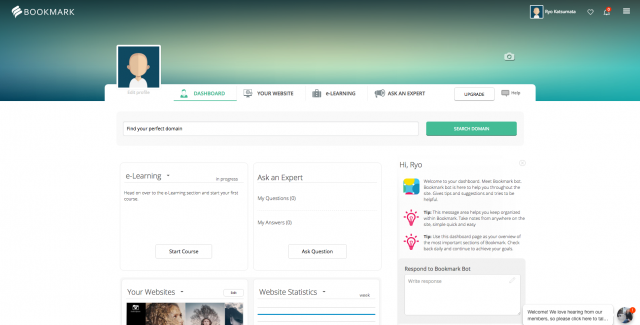 BOOKMARK
Ryo Katsumata
Edit profile
DASHBOARD
YOUR WEBSITE
e-LEARNING
ASK AN EXPERT
UPGRADE
Help
Find your perfect domain
SEARCH DOMAIN
e-Learning
In progress
Head on over to the e-Learning section and start your first
course.
Start Course
Ask an Expert
My Questions (0)
My Answers (0)
Ask Question
Hi, Ryo
Welcome to your dashboard. Meet Bookmark bot.
Bookmark bot is here to help you throughout the
site. Gives tips and suggestions and tries to be
helpful.
Tip: This message area helps you keep organized
within Bookmark. Take notes from anywhere on the
site, simple quick and easy
Tip: Use this dashboard page as your overview of
the most important sections of Bookmark. Check
back daily and continue to achieve your goals.
Respond to Bookmark Bot
Write response
Your Websites
Website Statistics
week
Welcome! We love hearing from our
members, so please click here to tal...